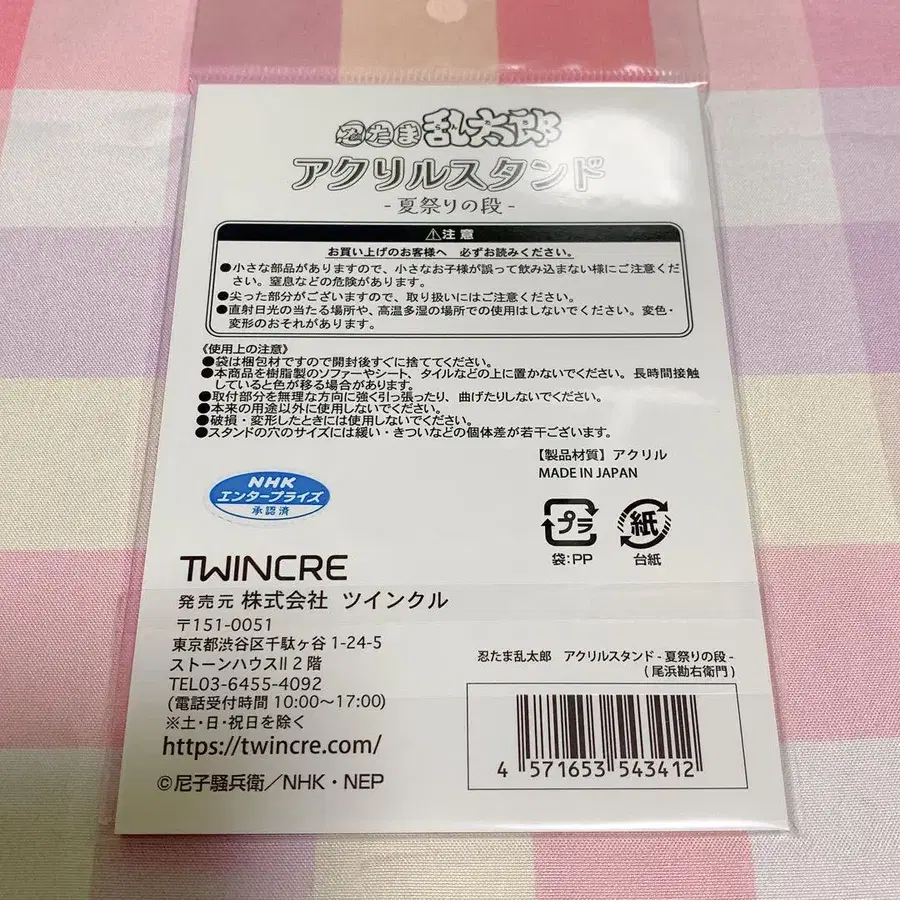 忍たま乱太郎
アクリルスタンド
- 夏祭りの段 -
⚠注意
お買い上げのお客様へ 必ずお読みください。
●小さな部品がありますので、小さなお子様が誤って飲み込まない様にご注意くだ
さい。窒息などの危険があります。
●尖った部分がございますので、取り扱いにはご注意ください。
●直射日光の当たる場所や、高温多湿の場所での使用はしないでください。変色・
変形のおそれがあります。
《使用上の注意》
●袋は梱包材ですので開封後すぐに捨ててください。
●本商品を樹脂製のソファーやシート、タイルなどの上に置かないでください。長時間接触
していると色が移る場合があります。
●取付部分を無理な方向に強く引っ張ったり、曲げたりしないでください。
●本来の用途以外に使用しないでください。
●破損・変形したときには使用しないでください。
●スタンドの穴のサイズには緩い・きついなどの個体差が若干ございます。
【製品材質】アクリル
MADE IN JAPAN
NHK
エンタープライズ
承認済
プラ
袋:PP
紙
台紙
TWINCRE
発売元 株式会社 ツインクル
〒151-0051
東京都渋谷区千駄ヶ谷 1-24-5
ストーンハウスII 2 階
TEL03-6455-4092
(電話受付時間 10:00〜17:00)
※土・日・祝日を除く
https://twincre.com/
©尼子騒兵衛/NHK・NEP
忍たま乱太郎 アクリルスタンド - 夏祭りの段 -
( 尾浜勘右衛門 )
4 571653 543412